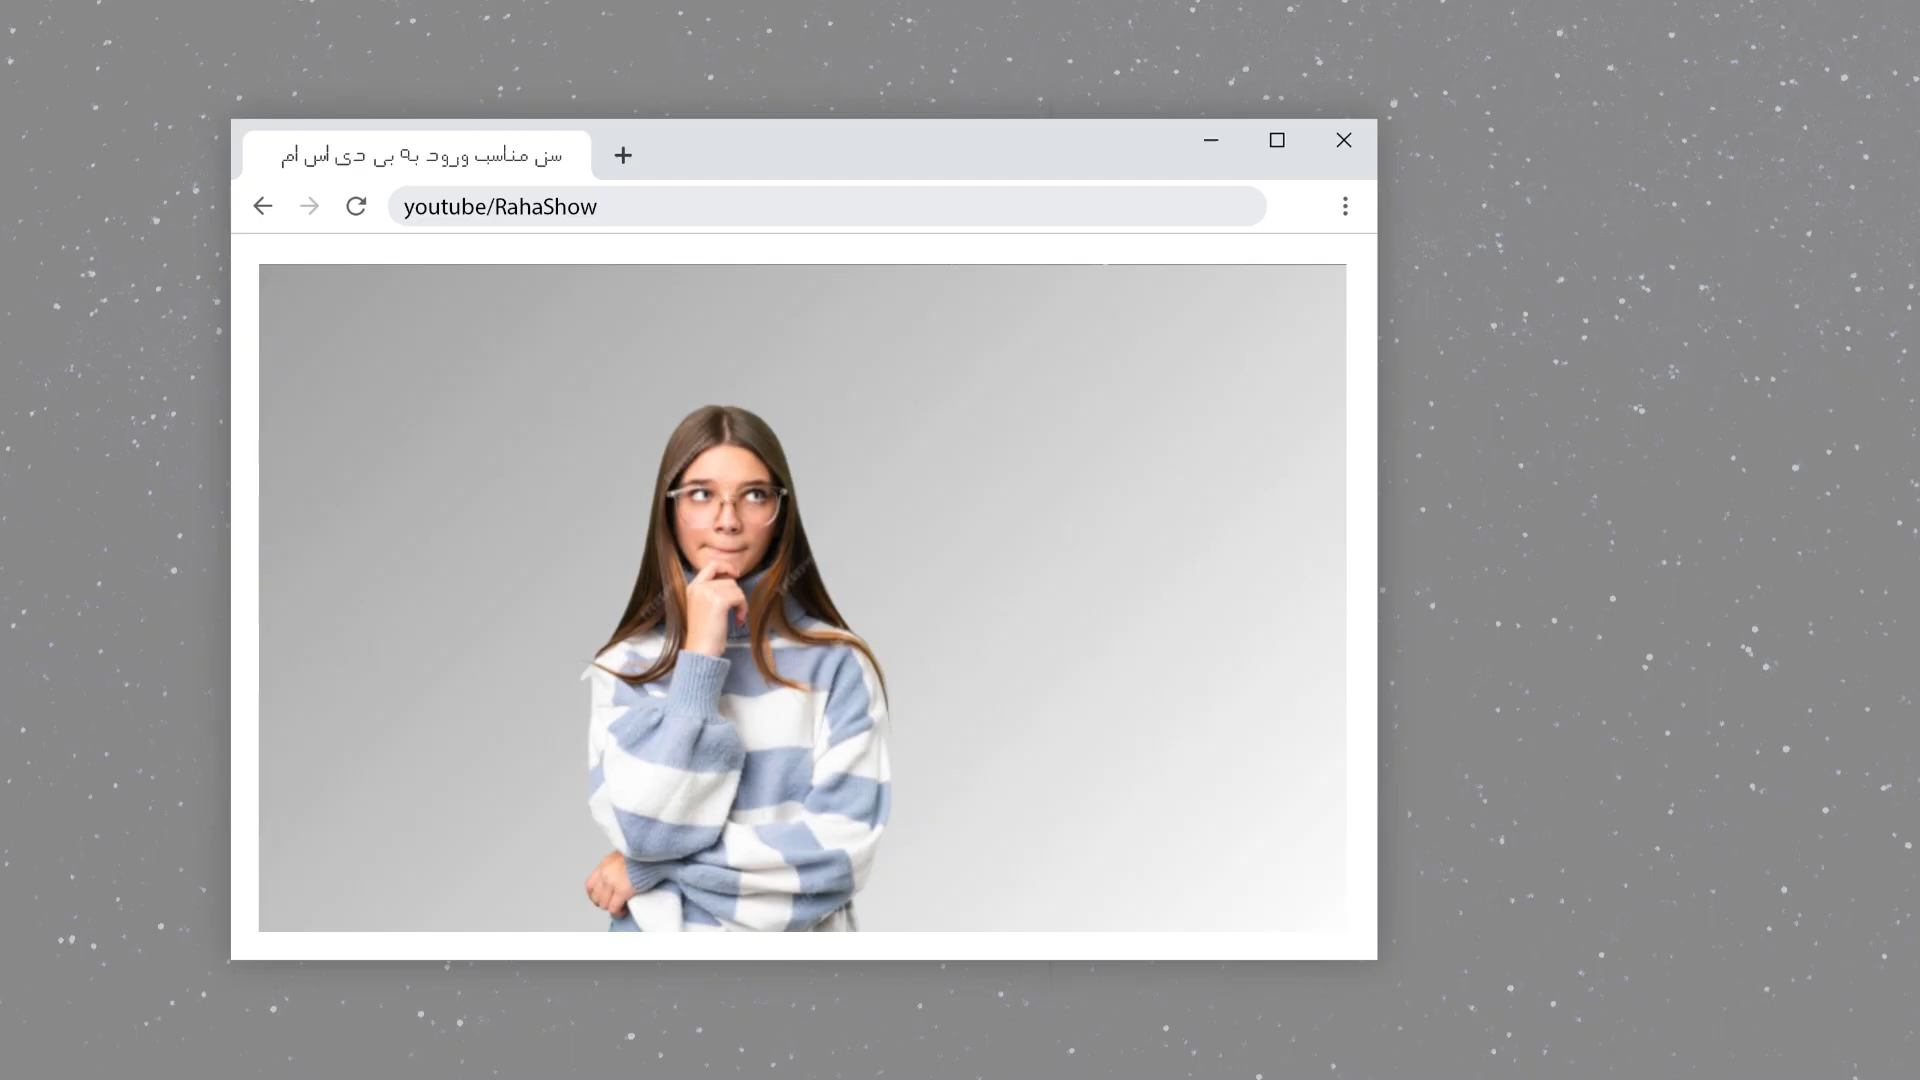 سن مناسب ورود به بی دی اس ام
youtube/RahaShow